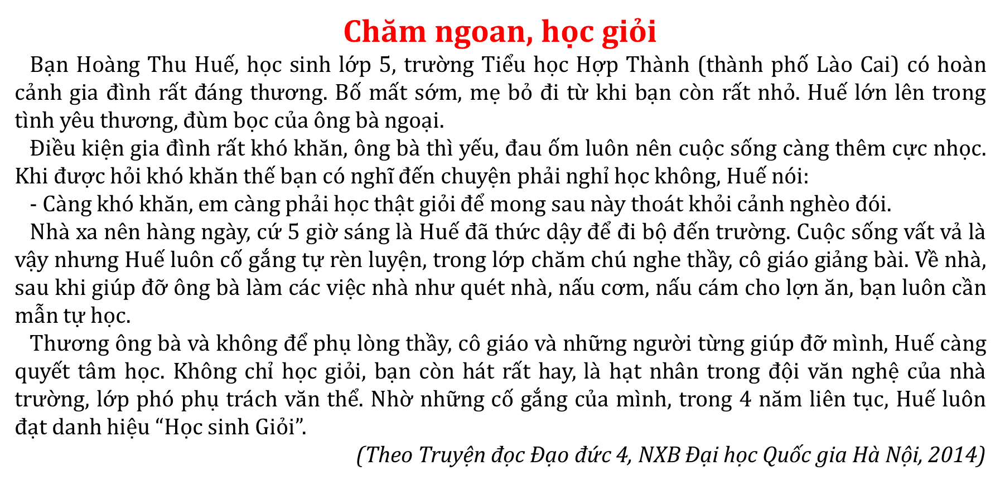 Chăm ngoan, học giỏi
Bạn Hoàng Thu Huế, học sinh lớp 5, trường Tiểu học Hợp Thành (thành phố Lào Cai) có hoàn
cảnh gia đình rất đáng thương. Bố mất sớm, mẹ bỏ đi từ khi bạn còn rất nhỏ. Huế lớn lên trong
tình yêu thương, đùm bọc của ông bà ngoại.
Điều kiện gia đình rất khó khăn, ông bà thì yếu, đau ốm luôn nên cuộc sống càng thêm cực nhọc.
Khi được hỏi khó khăn thế bạn có nghĩ đến chuyện phải nghỉ học không, Huế nói:
- Càng khó khăn, em càng phải học thật giỏi để mong sau này thoát khỏi cảnh nghèo đói.
Nhà xa nên hàng ngày, cứ 5 giờ sáng là Huế đã thức dậy để đi bộ đến trường. Cuộc sống vất vả là
vậy nhưng Huế luôn cố gắng tự rèn luyện, trong lớp chăm chú nghe thầy, cô giáo giảng bài. Về nhà,
sau khi giúp đỡ ông bà làm các việc nhà như quét nhà, nấu cơm, nấu cám cho lợn ăn, bạn luôn cần
mẫn tự học.
Thương ông bà và không để phụ lòng thầy, cô giáo và những người từng giúp đỡ mình, Huế càng
quyết tâm học. Không chỉ học giỏi, bạn còn hát rất hay, là hạt nhân trong đội văn nghệ của nhà
trường, lớp phó phụ trách văn thể. Nhờ những cố gắng của mình, trong 4 năm liên tục, Huế luôn
đạt danh hiệu “Học sinh Giỏi”.
(Theo Truyện đọc Đạo đức 4, NXB Đại học Quốc gia Hà Nội, 2014)